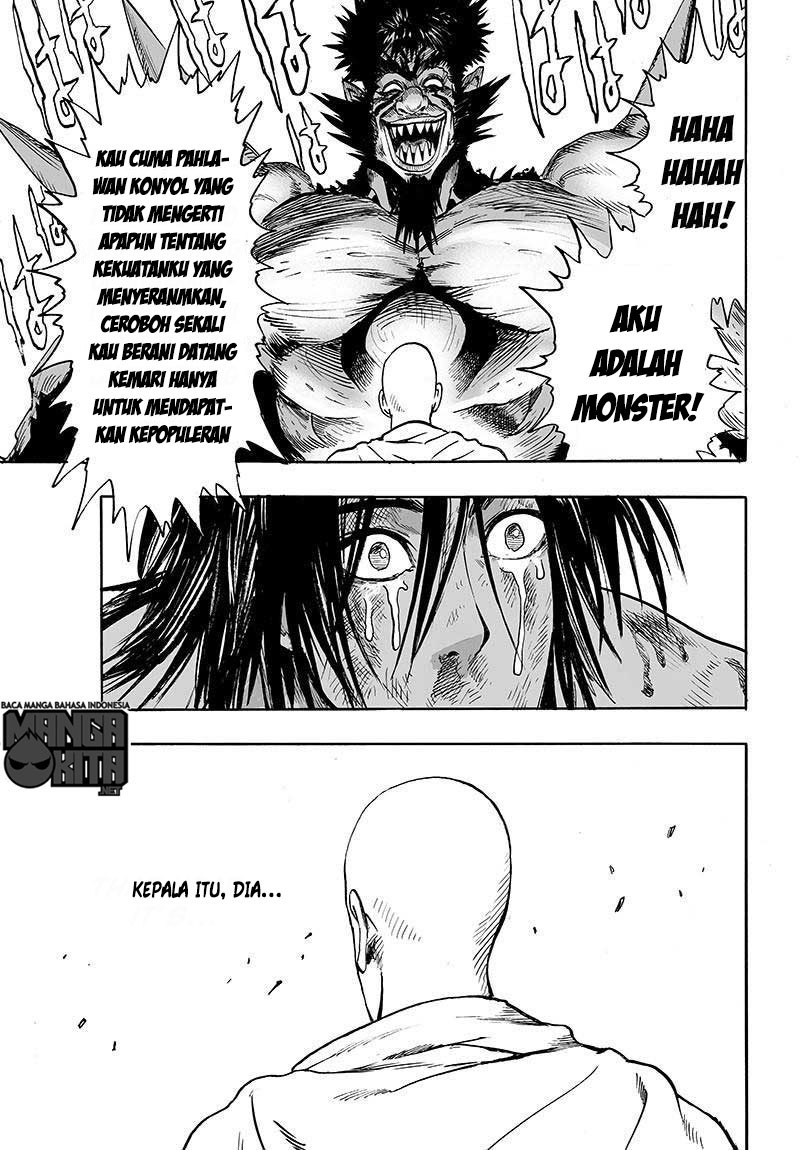 HAHA
HAHAH
HAH!
AKU
ADALAH
MONSTER!
KAU CUMA PAHLA-
WAN KONYOL YANG
TIDAK MENGERTI
APAPUN TENTANG
KEKUATANKU YANG
MENYERANMKAN,
CEROBOH SEKALI
KAU BERANI DATANG
KEMARI HANYA
UNTUK MENDAPAT-
KAN KEPOPULERAN
BACA MANGA BAHASA INDONESIA
MANGA
KITA
.NET
KEPALA ITU, DIA...